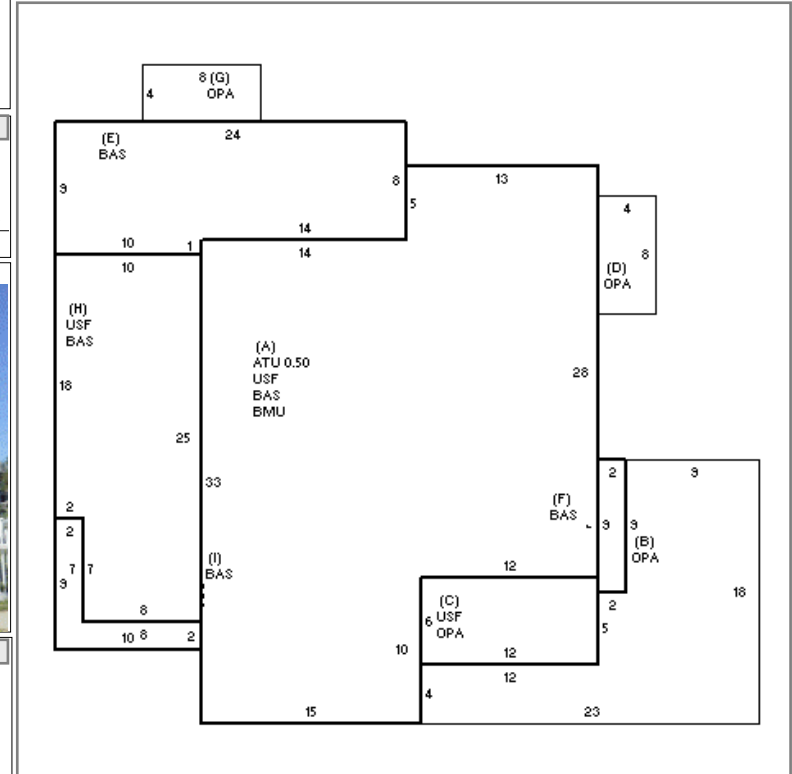 8 (G)
4
OPA
24
(E)
BAS
9
8
13
5
4
14
10
1
14
10
8
(D)
OPA
(H)
USF
BAS
(A)
ATU 0.50
USF
BAS
BMU
28
18
25
33
2
9
(F)
BAS
2
2
9
9
(B)
OPA
7
7
9
(I)
BAS
12
18
8
(C)
USF
OPA
6
2
5
10
8
2
10
12
12
4
15
23